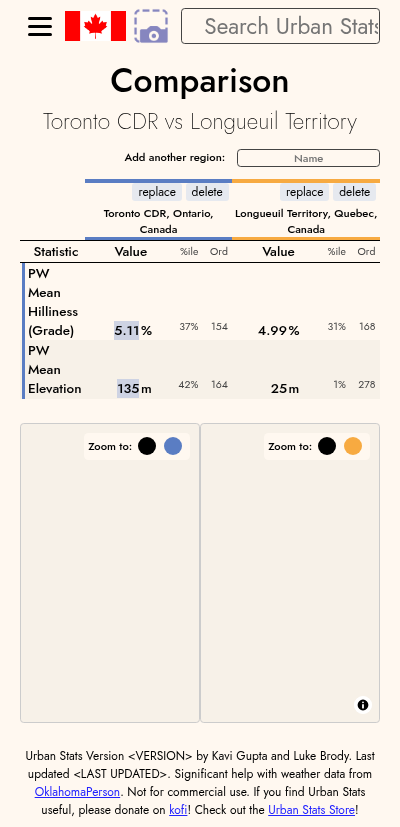 Search Urban Stats
Comparison
Toronto CDR vs Longueuil Territory
Add another region: Name
replace delete replace delete
Toronto CDR, Ontario, Canada Longueuil Territory, Quebec, Canada
Statistic Value %ile Ord Value %ile Ord
PW Mean Hilliness (Grade) 5.11% 37% 154 4.99% 31% 168
PW Mean Elevation 135m 42% 164 25m 1% 278
Zoom to: Zoom to:
Urban Stats Version <VERSION> by Kavi Gupta and Luke Brody. Last
updated <LAST UPDATED>. Significant help with weather data from
OklahomaPerson. Not for commercial use. If you find Urban Stats
useful, please donate on kofi! Check out the Urban Stats Store!